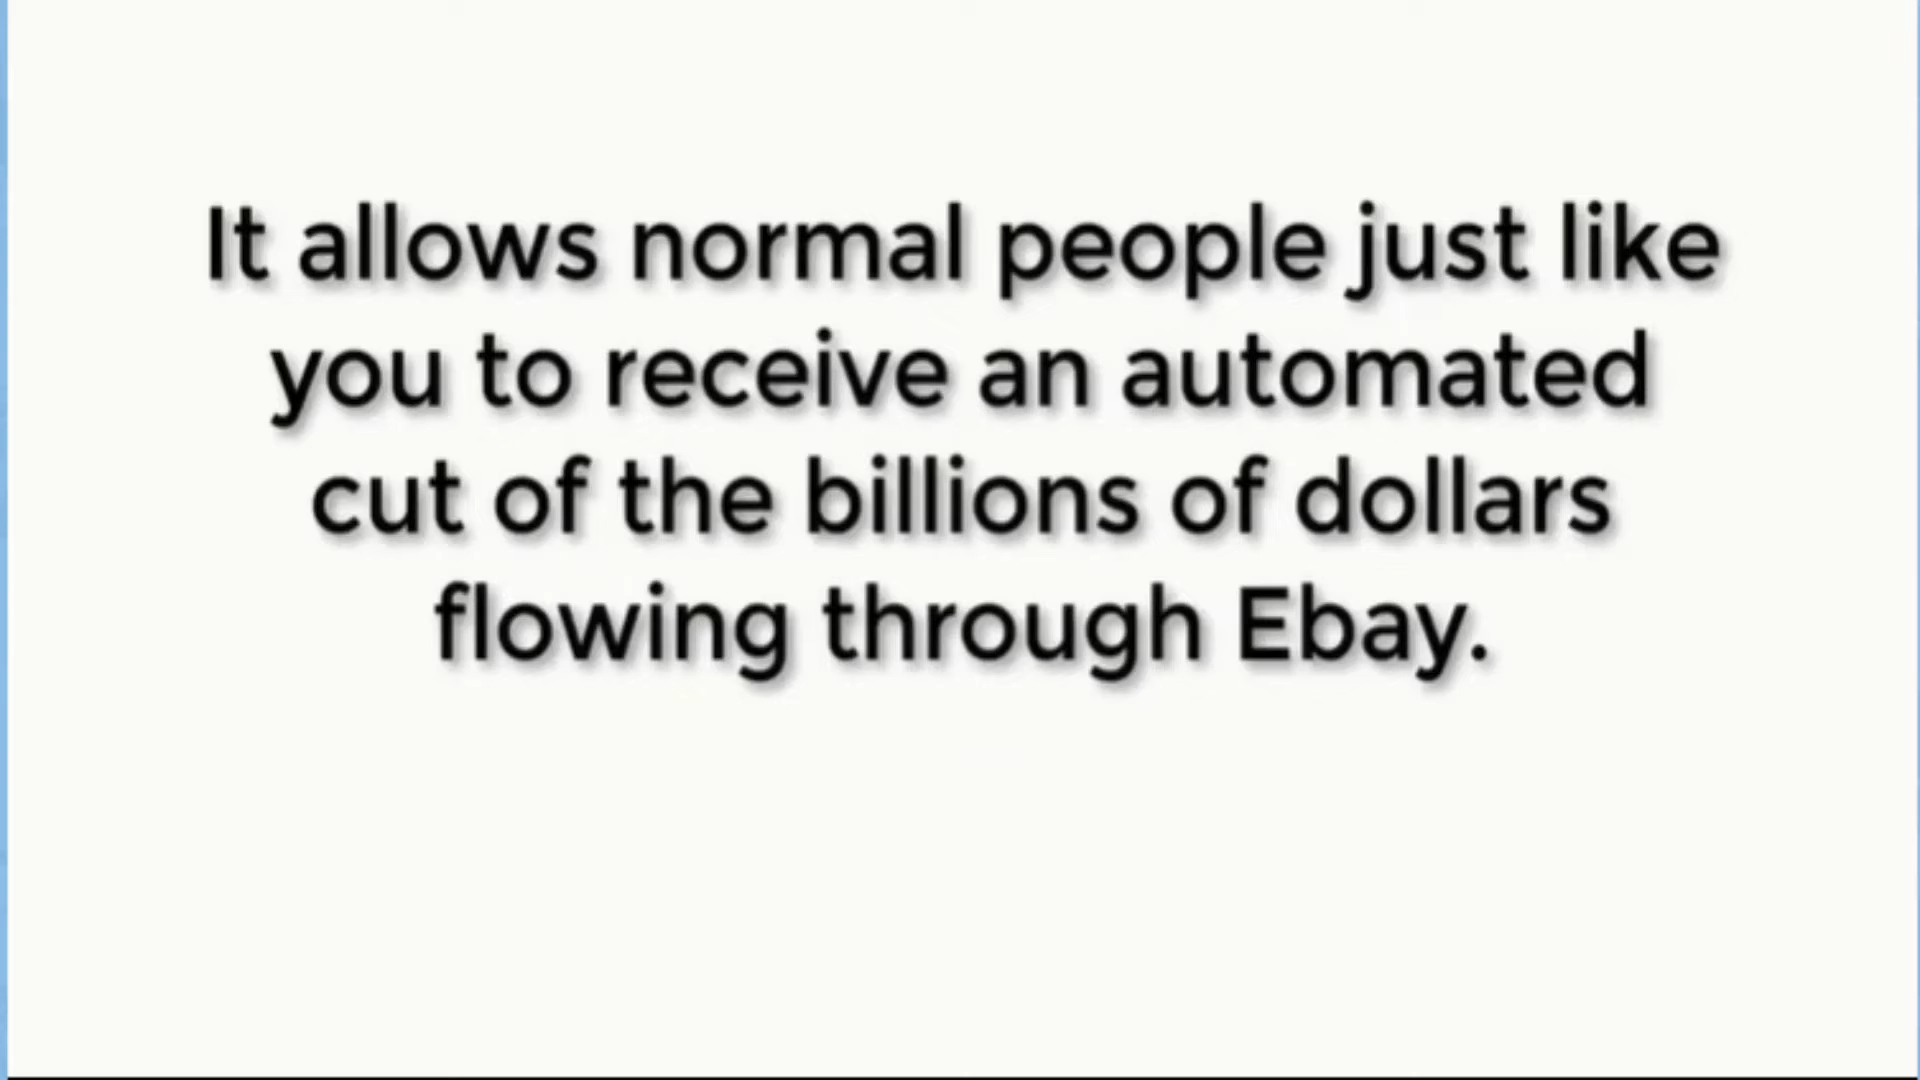 It allows normal people just like
you to receive an automated
cut of the billions of dollars
flowing through Ebay.